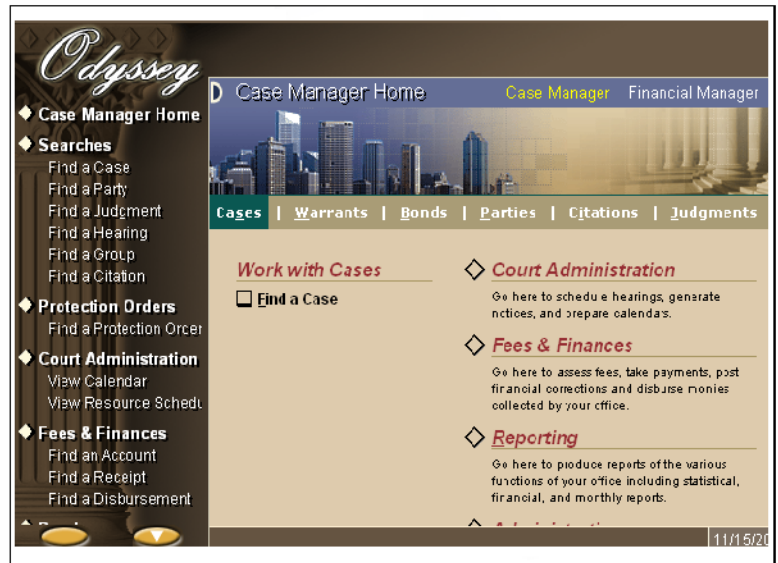 Odyssey
Case Manager Home
Searches
Find a Case
Find a Party
Find a Judgment
Find a Hearing
Find a Group
Find a Citation
Protection Orders
Find a Protection Order
Court Administration
View Calendar
View Resource Schedu
Fees & Finances
Find an Account
Find a Receipt
Find a Disbursement
Case Manager Home Case Manager Financial Manager
Cases | Warrants | Bonds | Parties | Citations | Judgments
Work with Cases
Find a Case
Court Administration
Go here to schedule hearings, generate
notices, and prepare calendars.
Fees & Finances
Go here to assess fees, take payments, post
financial corrections and disburse monies
collected by your office.
Reporting
Go here to produce reports of the various
functions of your office including statistical,
financial, and monthly reports.
11/15/20